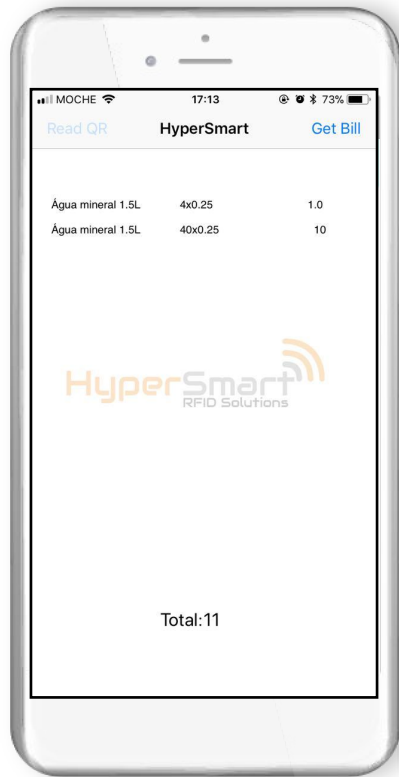 MOCHE 17:13 73%
Read QR HyperSmart Get Bill
Água mineral 1.5L 4x0.25 1.0
Água mineral 1.5L 40x0.25 10
HyperSmart
RFID Solutions
Total:11